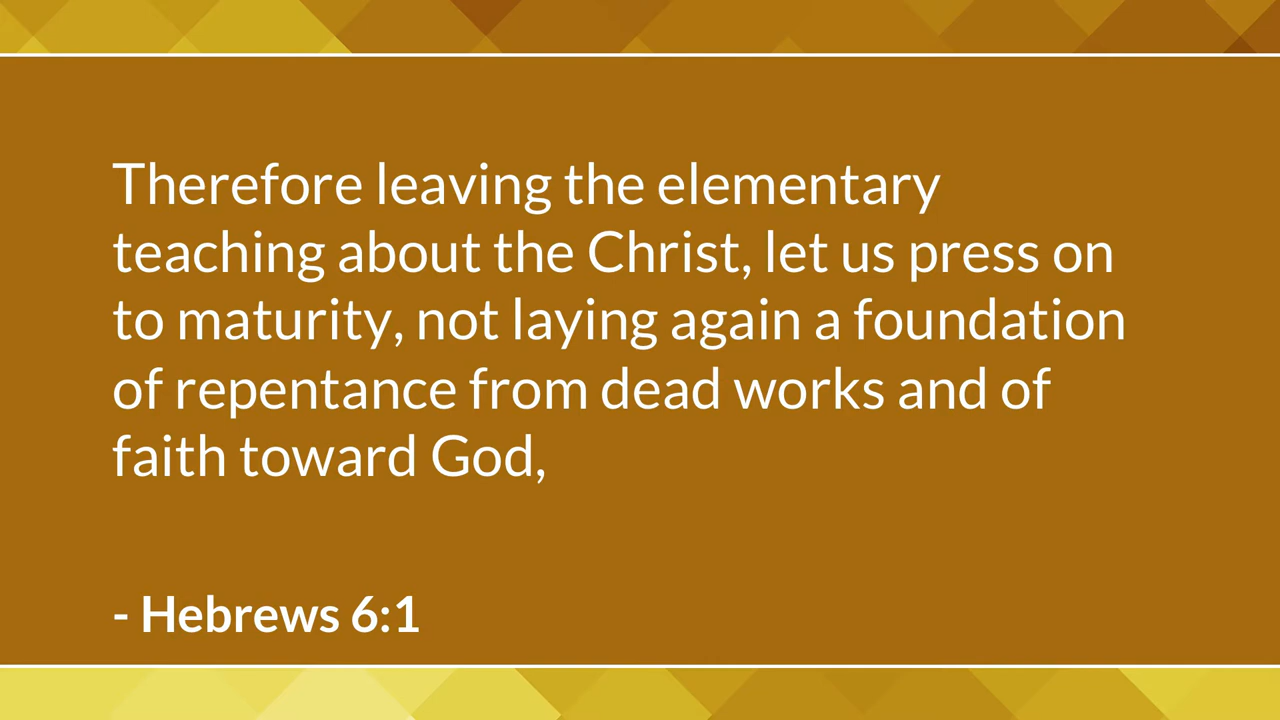 Therefore leaving the elementary
teaching about the Christ, let us press on
to maturity, not laying again a foundation
of repentance from dead works and of
faith toward God,
- Hebrews 6:1